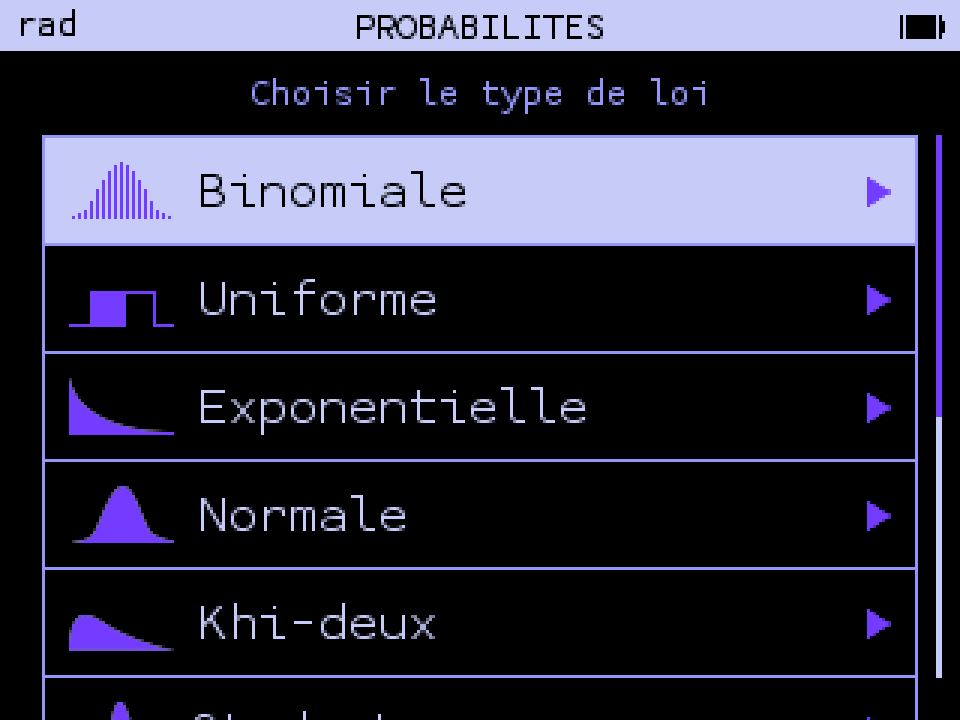 rad
PROBABILITES
Choisir le type de loi
Binomiale
Uniforme
Exponentielle
Normale
Khi-deux